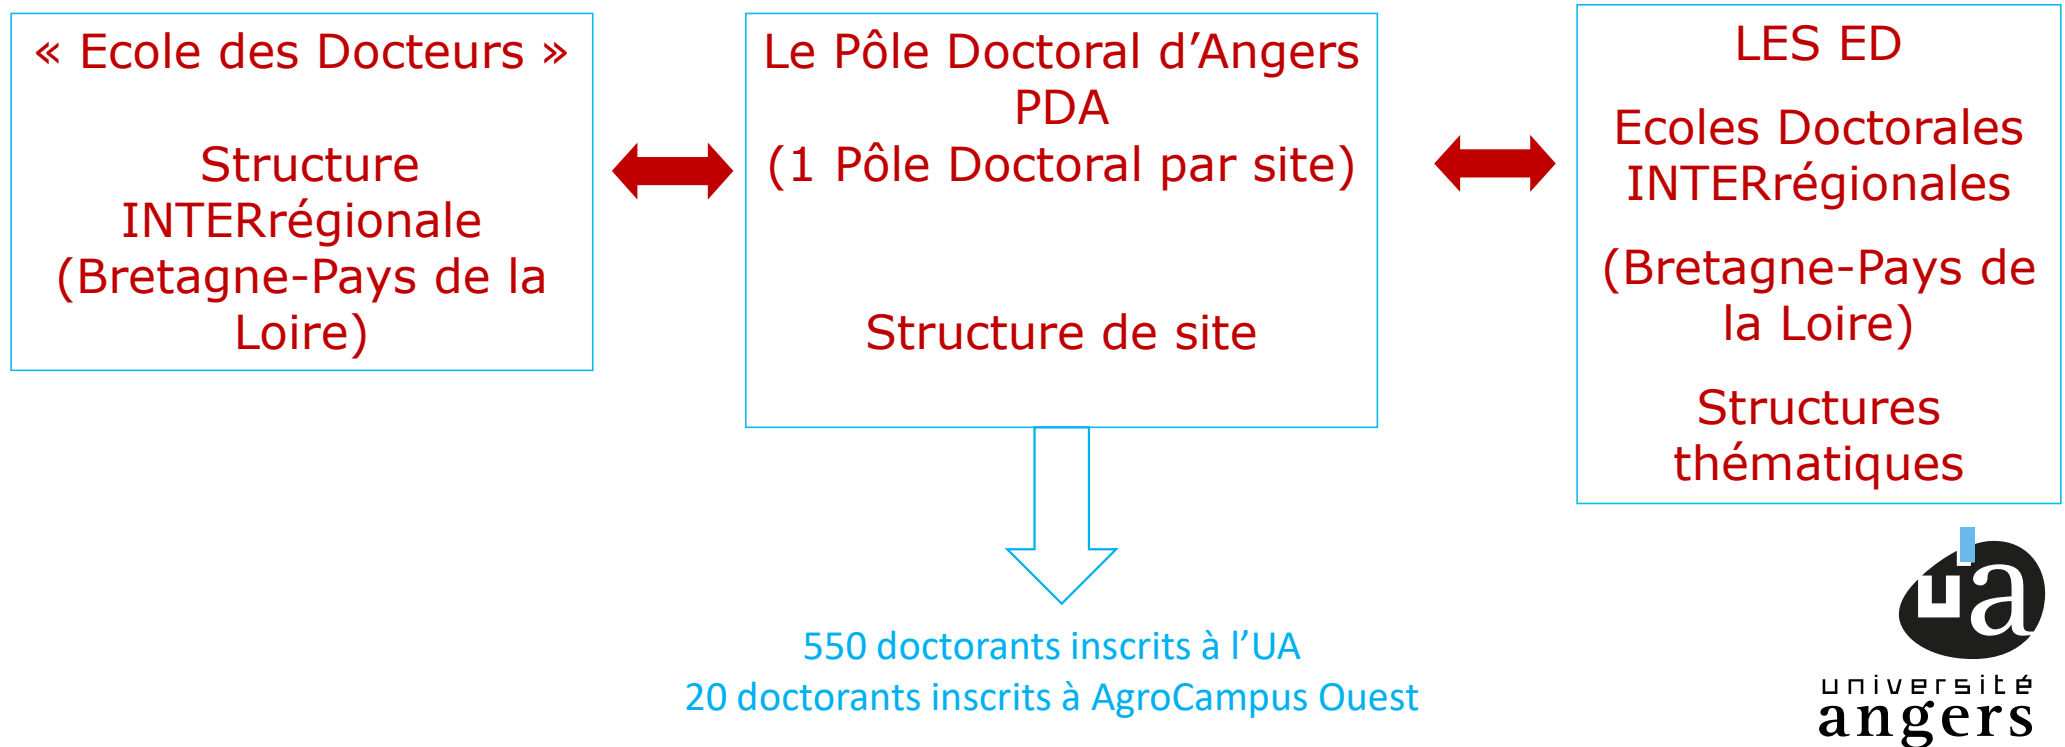 « Ecole des Docteurs »
Structure
INTERrégionale
(Bretagne-Pays de la
Loire)
Le Pôle Doctoral d’Angers
PDA
(1 Pôle Doctoral par site)
Structure de site
LES ED
Ecoles Doctorales
INTERrégionales
(Bretagne-Pays de
la Loire)
Structures
thématiques
550 doctorants inscrits à l’UA
20 doctorants inscrits à AgroCampus Ouest
ua
université
angers